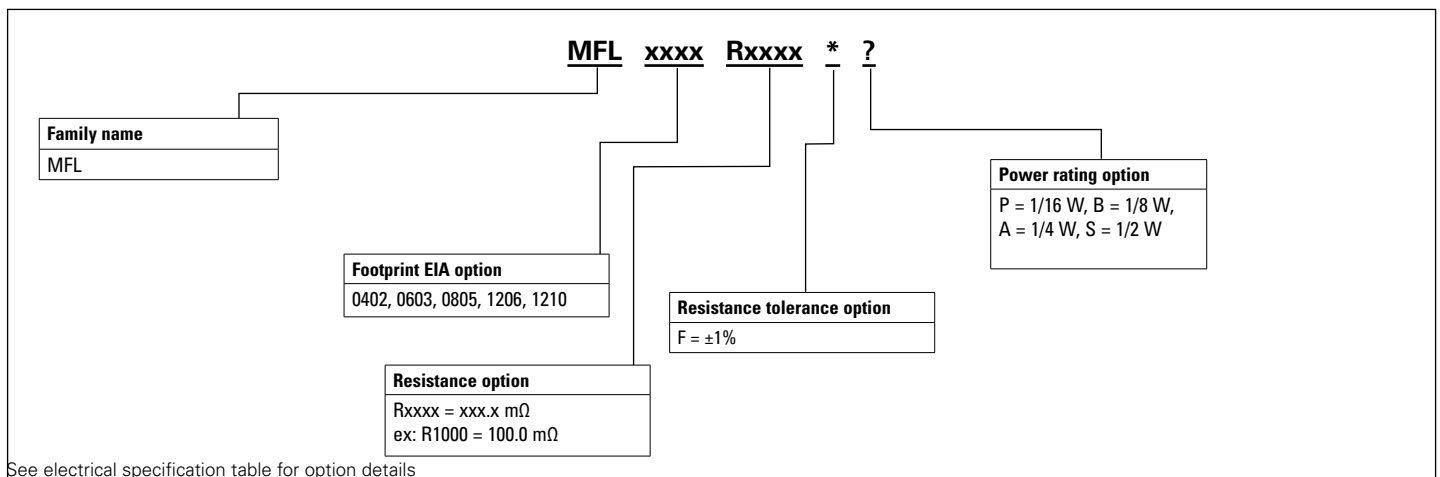 MFL xxxx Rxxxx * ?
Family name
MFL
Power rating option
P = 1/16 W, B = 1/8 W,
A = 1/4 W, S = 1/2 W
Footprint EIA option
0402, 0603, 0805, 1206, 1210
Resistance tolerance option
F = ±1%
Resistance option
Rxxxx = xxx.x mΩ
ex: R1000 = 100.0 mΩ
See electrical specification table for option details